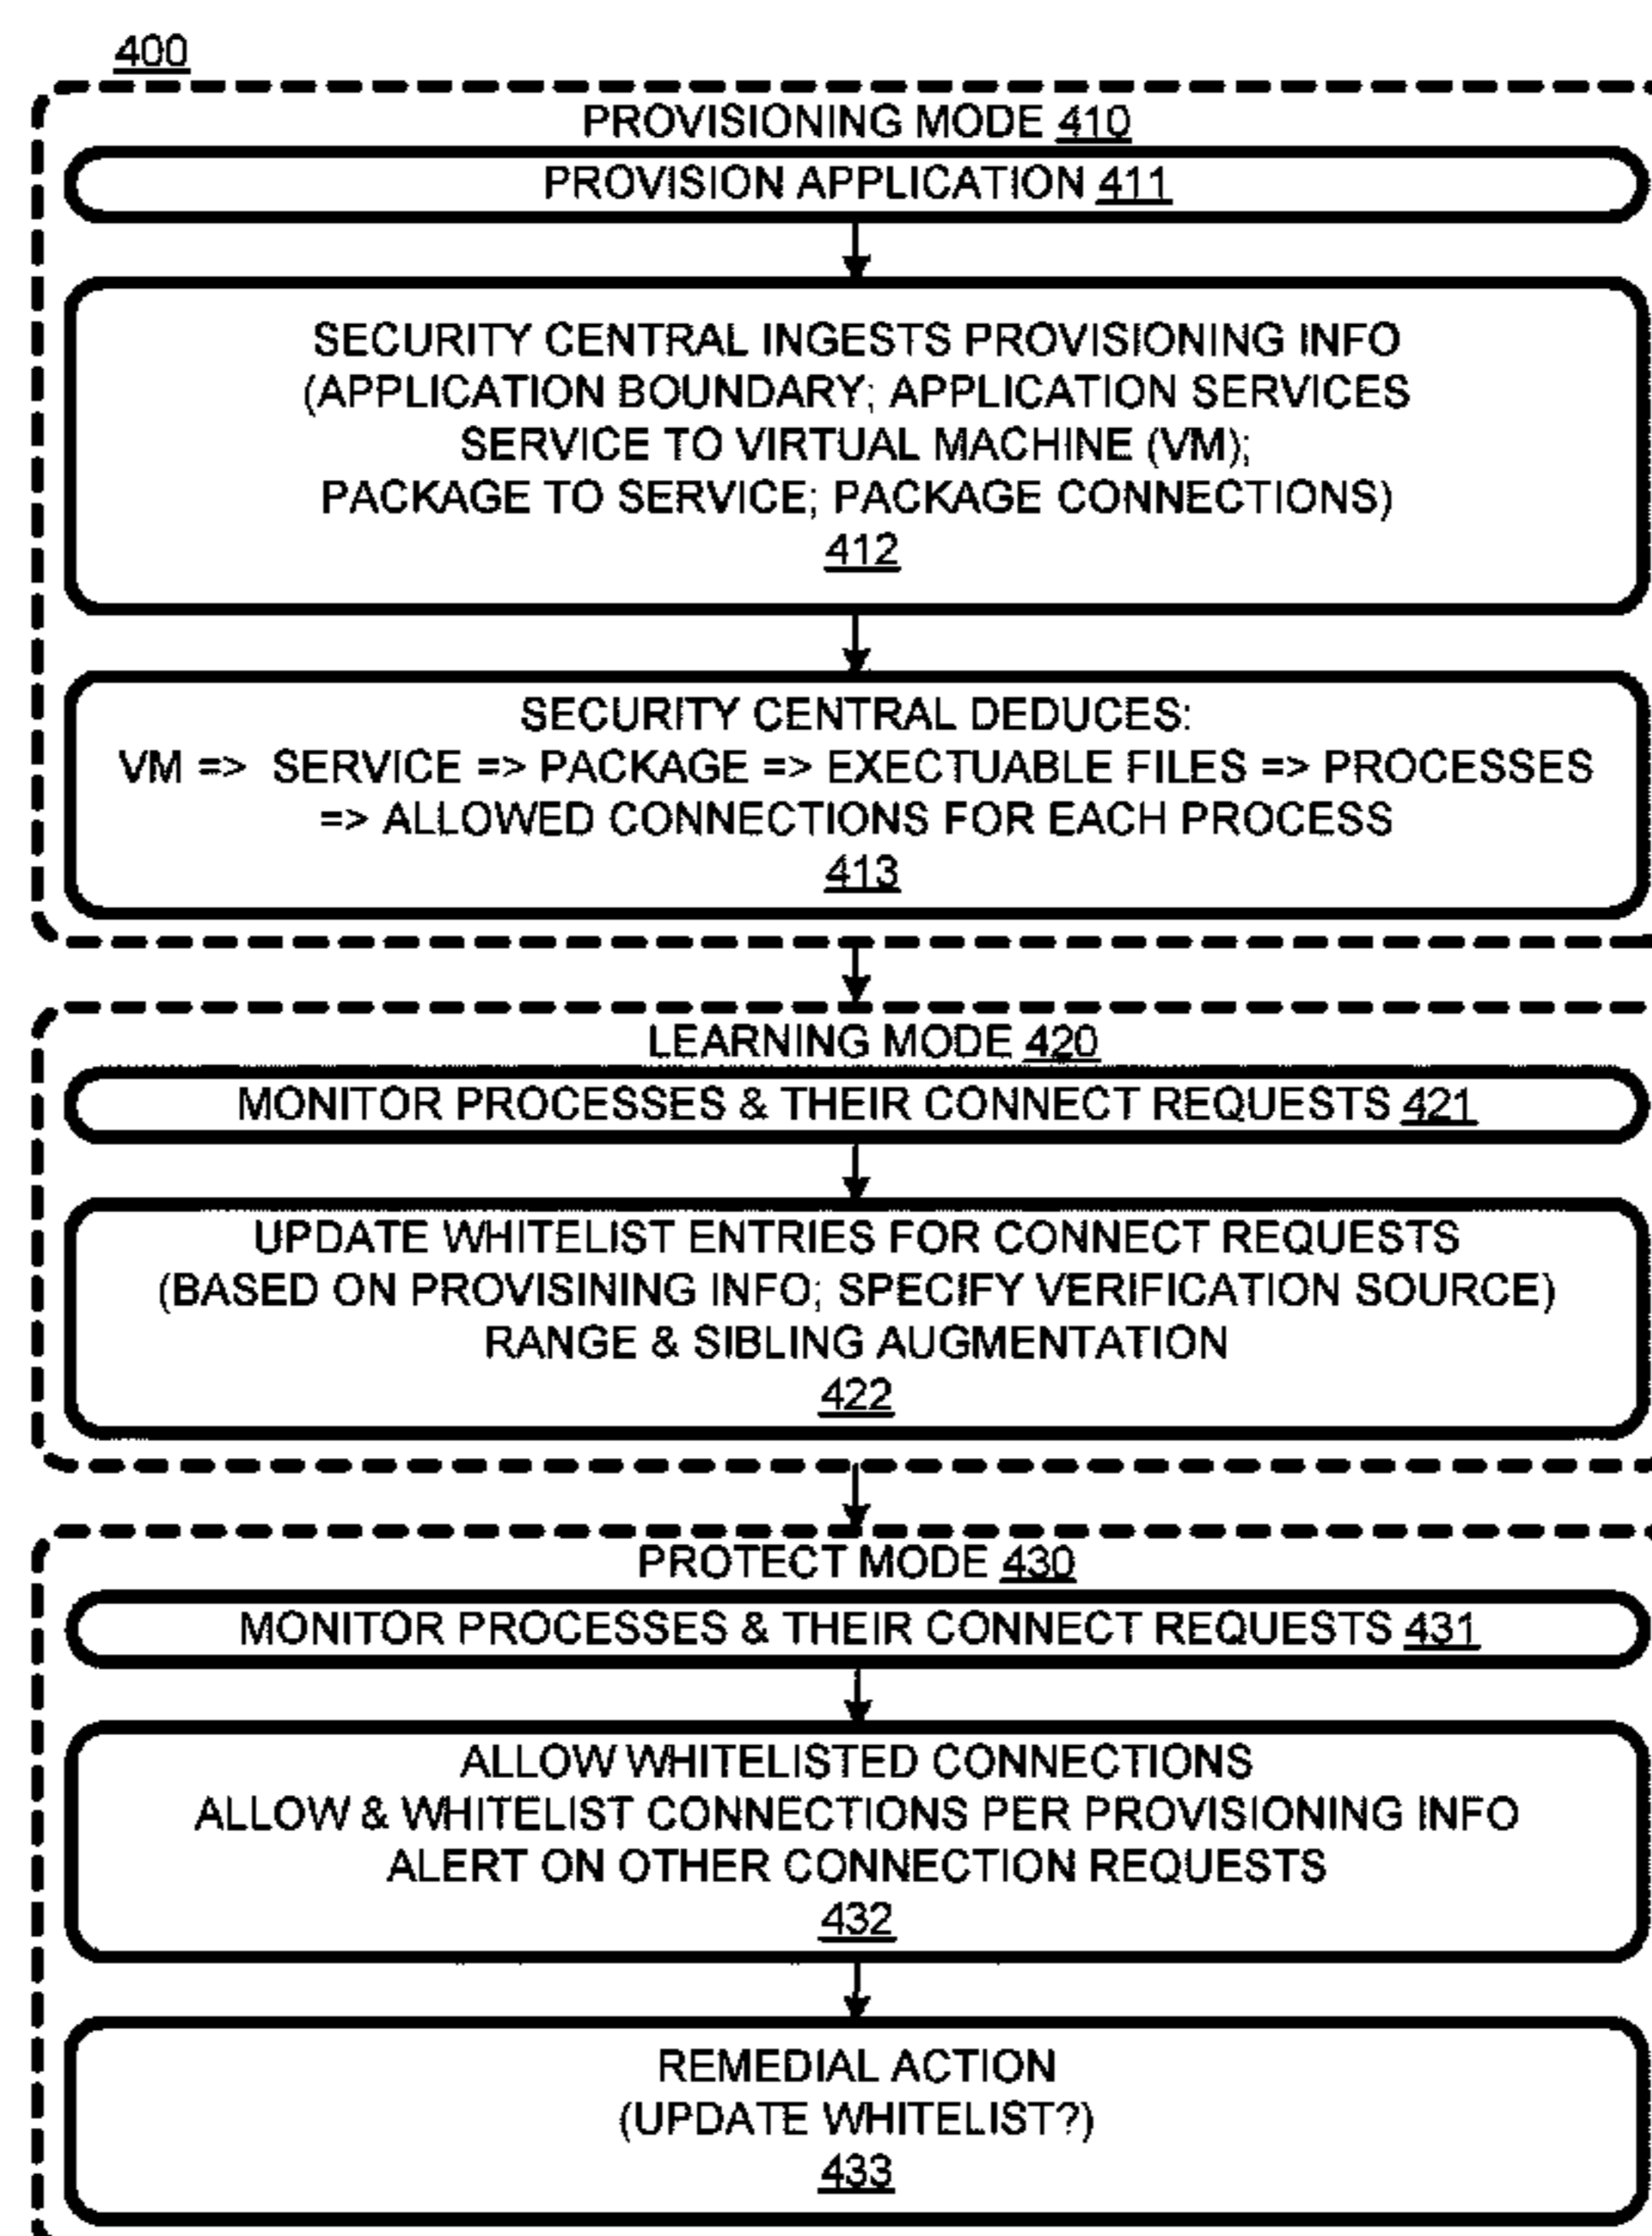 400
PROVISIONING MODE 410
PROVISION APPLICATION 411
SECURITY CENTRAL INGESTS PROVISIONING INFO
(APPLICATION BOUNDARY; APPLICATION SERVICES
SERVICE TO VIRTUAL MACHINE (VM);
PACKAGE TO SERVICE; PACKAGE CONNECTIONS)
412
SECURITY CENTRAL DEDUCES:
VM => SERVICE => PACKAGE => EXECTUABLE FILES => PROCESSES
=> ALLOWED CONNECTIONS FOR EACH PROCESS
413
LEARNING MODE 420
MONITOR PROCESSES & THEIR CONNECT REQUESTS 421
UPDATE WHITELIST ENTRIES FOR CONNECT REQUESTS
(BASED ON PROVISINING INFO; SPECIFY VERIFICATION SOURCE)
RANGE & SIBLING AUGMENTATION
422
PROTECT MODE 430
MONITOR PROCESSES & THEIR CONNECT REQUESTS 431
ALLOW WHITELISTED CONNECTIONS
ALLOW & WHITELIST CONNECTIONS PER PROVISIONING INFO
ALERT ON OTHER CONNECTION REQUESTS
432
REMEDIAL ACTION
(UPDATE WHITELIST?)
433